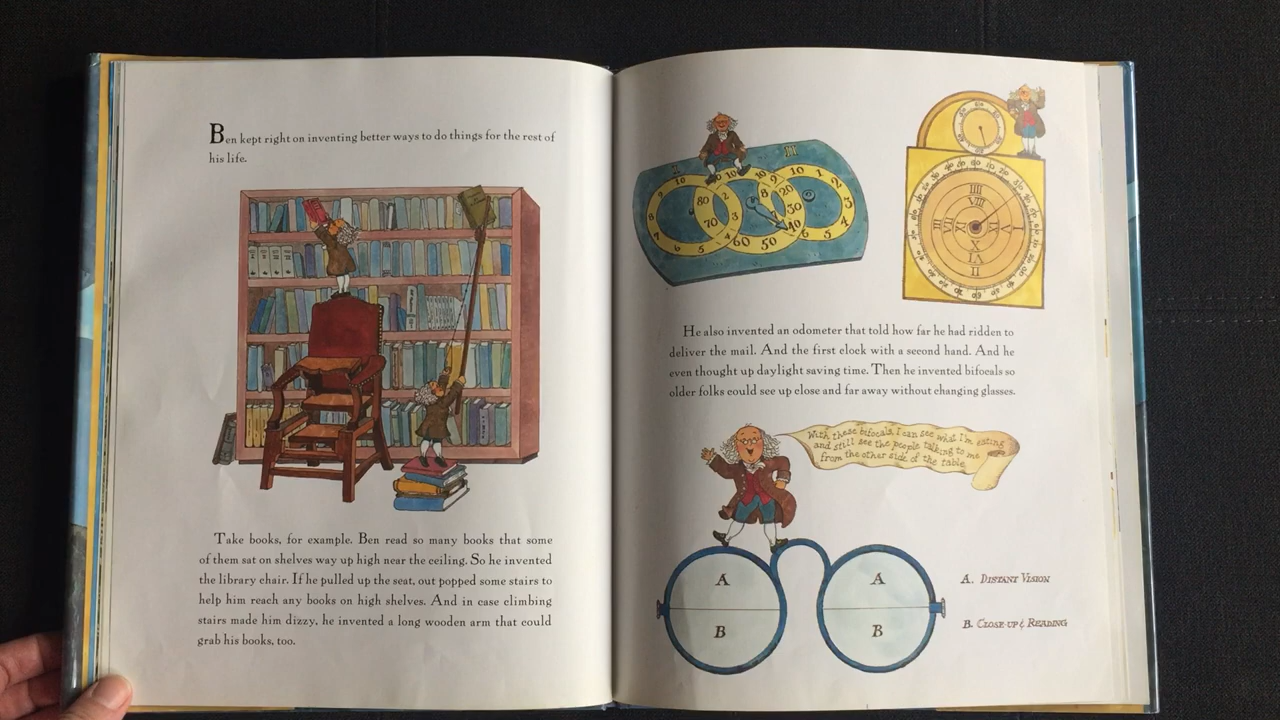 Ben kept right on inventing better ways to do things for the rest of
his life.
Take books, for example. Ben read so many books that some
of them sat on shelves way up high near the ceiling. So he invented
the library chair. If he pulled up the seat, out popped some stairs to
help him reach any books on high shelves. And in case climbing
stairs made him dizzy, he invented a long wooden arm that could
grab his books, too.
He also invented an odometer that told how far he had ridden to
deliver the mail. And the first clock with a second hand. And he
even thought up daylight saving time. Then he invented bifocals so
older folks could see up close and far away without changing glasses.
With these bifocals, I can see what I'm eating
and still see the people talking to me
from the other side of the table.
A
A
B
B
A. DISTANT VISION
B. CLOSE-UP & READING